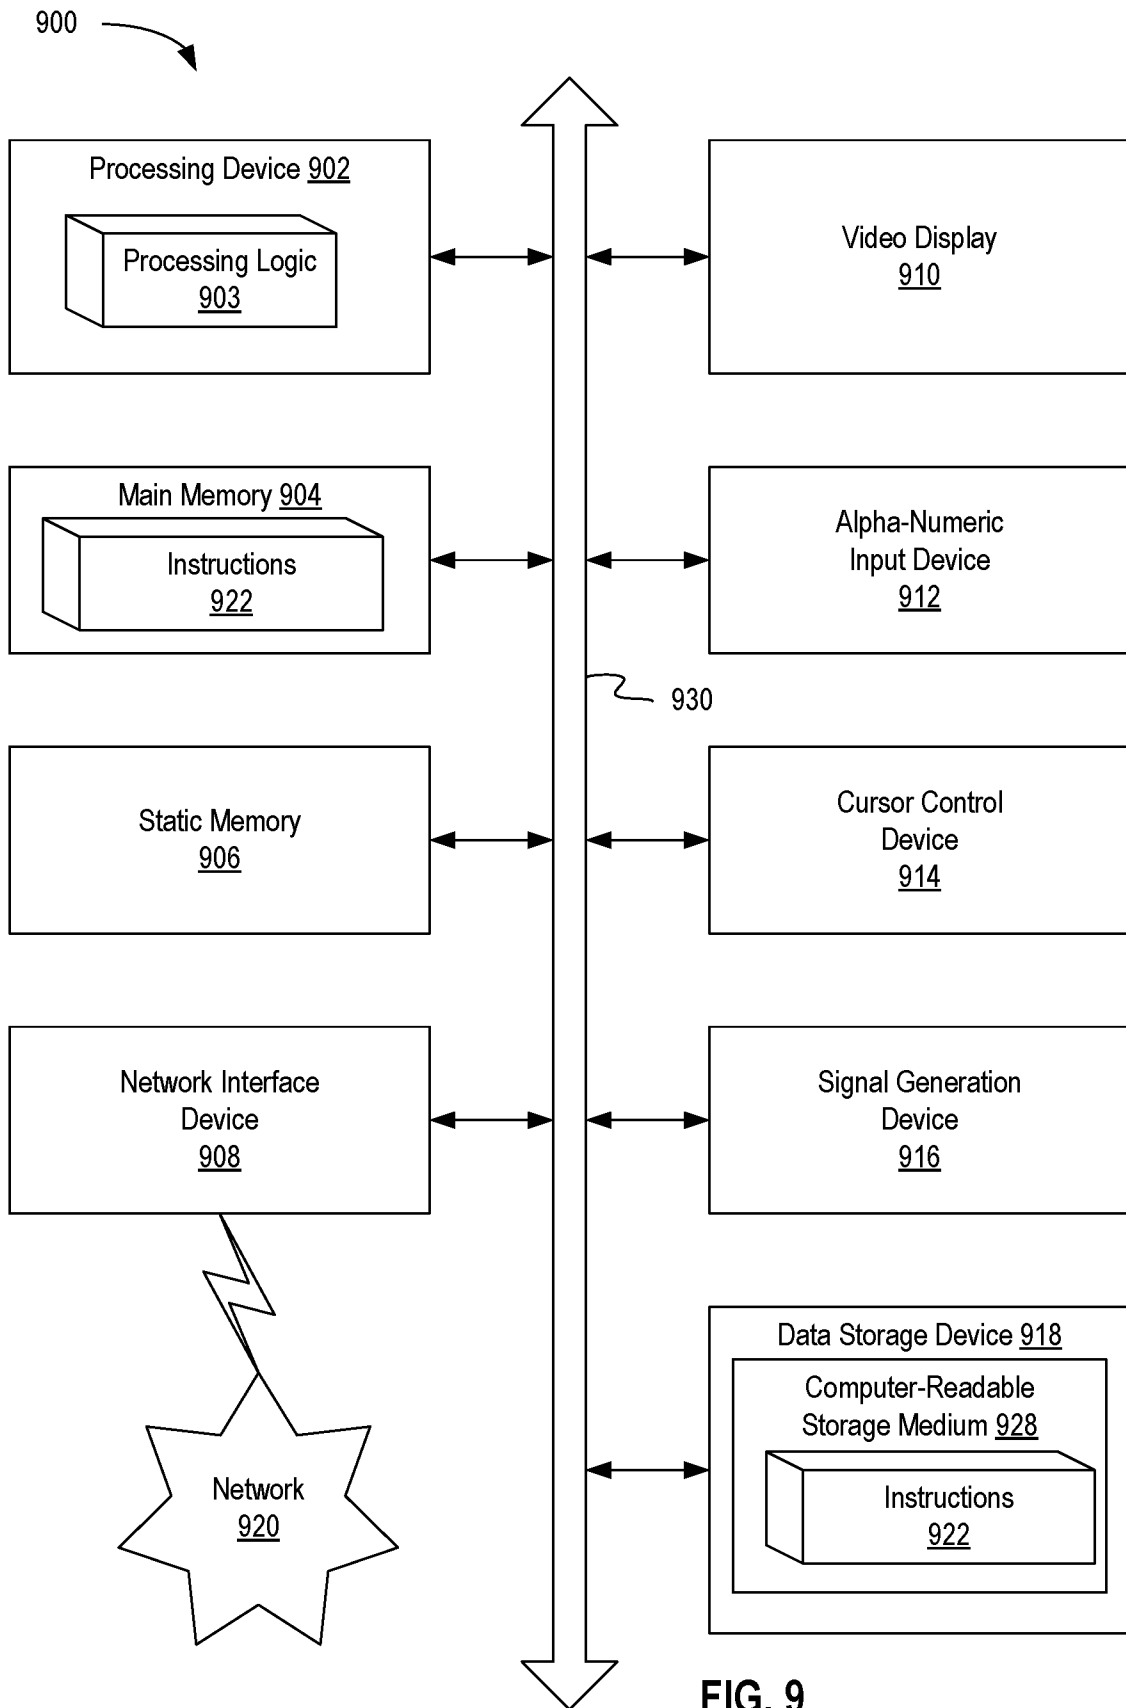 900
Processing Device 902
Processing Logic
903
Video Display
910
Main Memory 904
Instructions
922
Alpha-Numeric
Input Device
912
930
Static Memory
906
Cursor Control
Device
914
Network Interface
Device
908
Signal Generation
Device
916
Data Storage Device 918
Computer-Readable
Storage Medium 928
Instructions
922
Network
920
FIG. 9